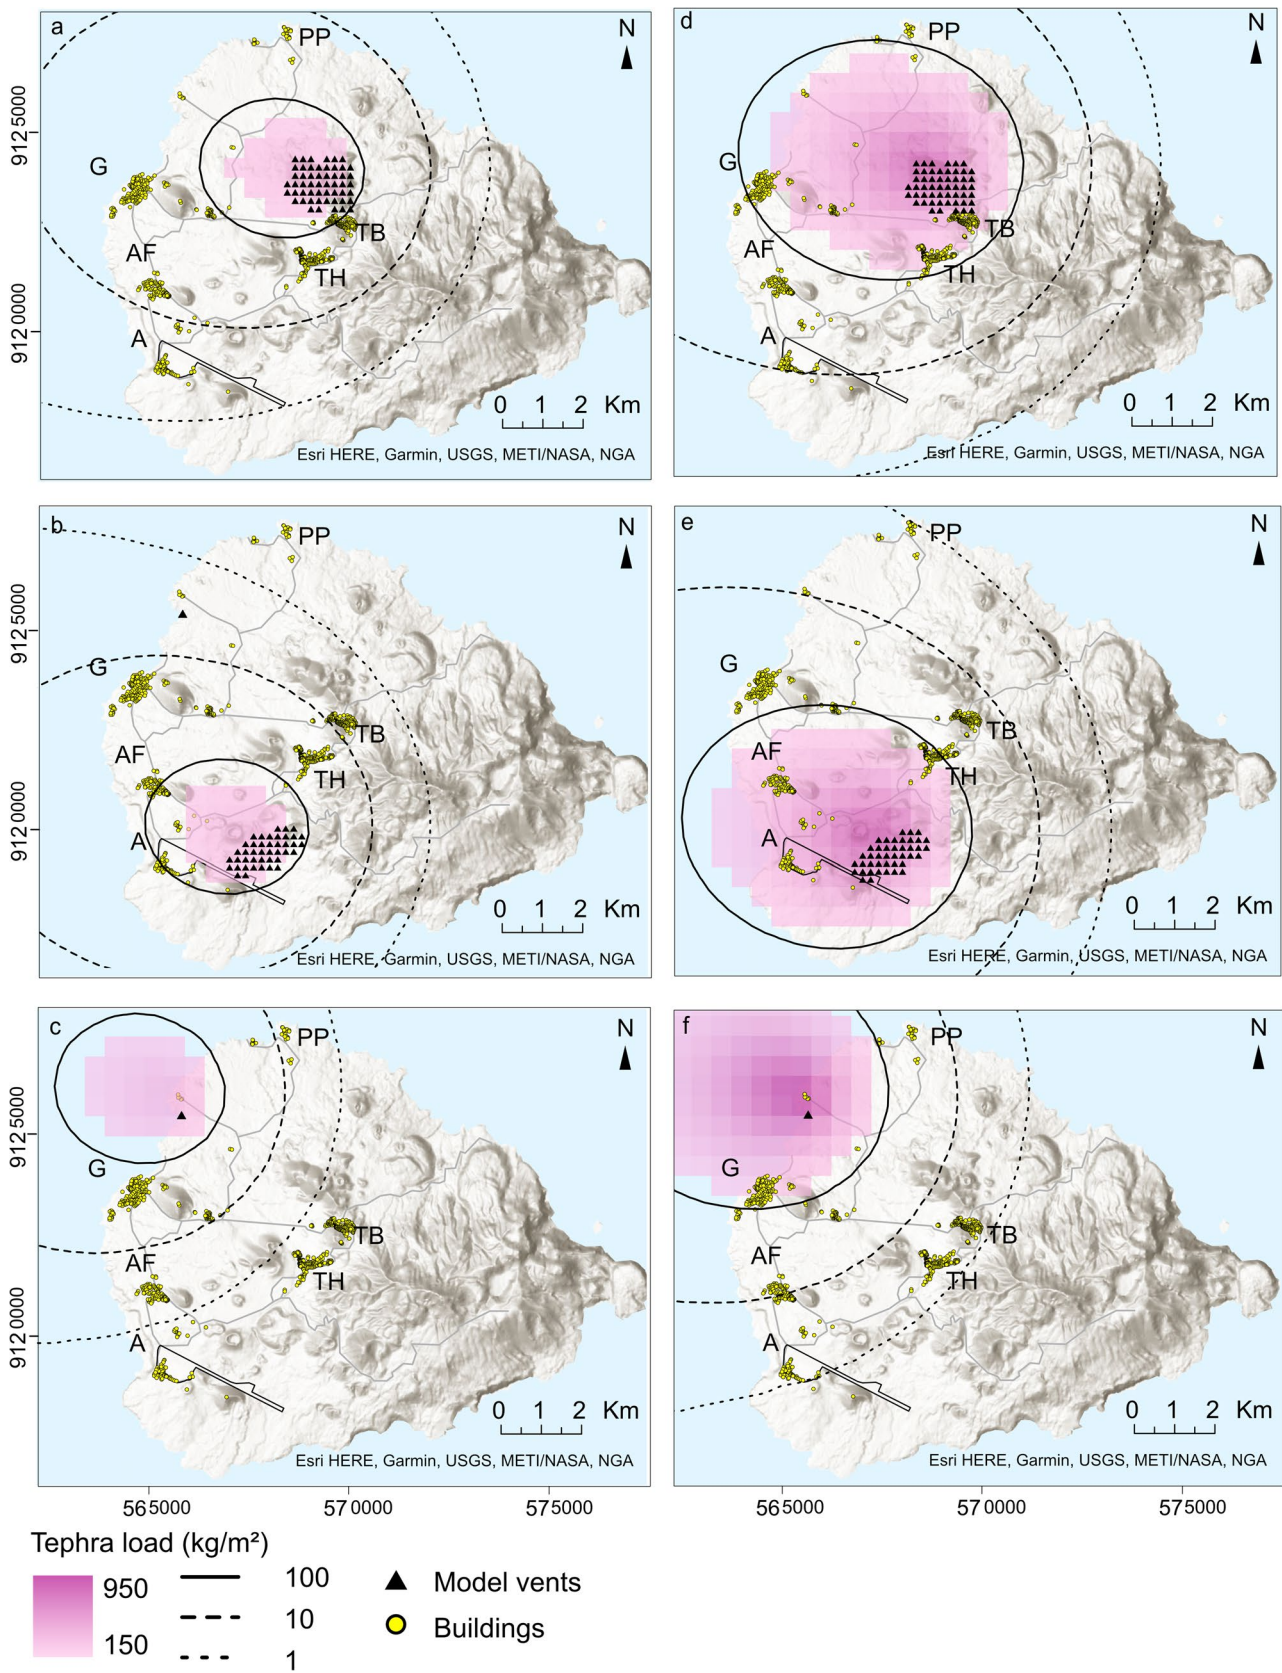 a
N
PP
G
TB
AF
TH
A
0 1 2 Km
Esri HERE, Garmin, USGS, METI/NASA, NGA
9125000
9120000
d
N
PP
G
TB
AF
TH
A
0 1 2 Km
Esri HERE, Garmin, USGS, METI/NASA, NGA
b
N
PP
G
TB
AF
TH
A
0 1 2 Km
Esri HERE, Garmin, USGS, METI/NASA, NGA
9125000
9120000
e
N
PP
G
TB
AF
TH
A
0 1 2 Km
Esri HERE, Garmin, USGS, METI/NASA, NGA
c
N
PP
G
TB
AF
TH
A
0 1 2 Km
Esri HERE, Garmin, USGS, METI/NASA, NGA
9125000
9120000
565000 570000 575000
f
N
PP
G
TB
AF
TH
A
0 1 2 Km
Esri HERE, Garmin, USGS, METI/NASA, NGA
565000 570000 575000
Tephra load (kg/m²)
950
150
100
10
1
Model vents
Buildings